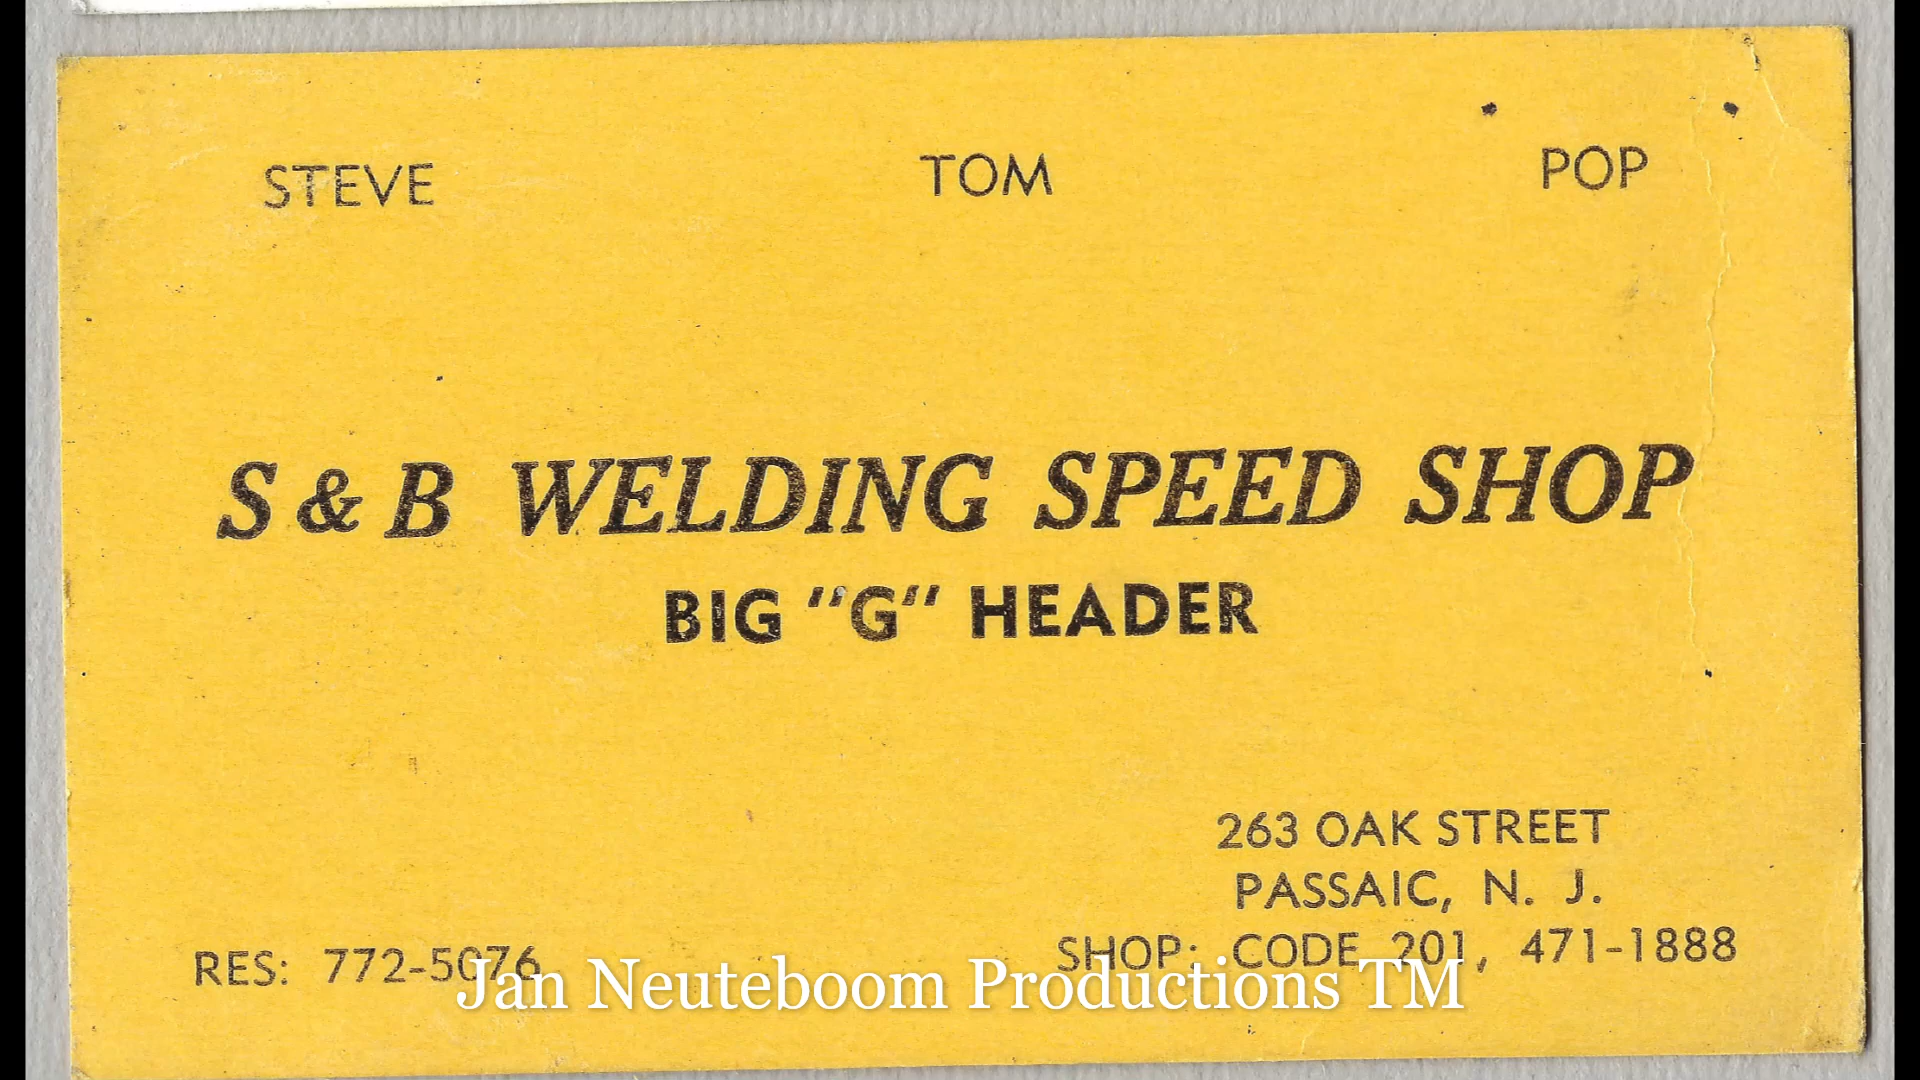 STEVE TOM POP
S & B WELDING SPEED SHOP
BIG "G" HEADER
263 OAK STREET
PASSAIC, N. J.
RES: 772-5076 SHOP: CODE 201, 471-1888
Jan Neuteboom Productions TM